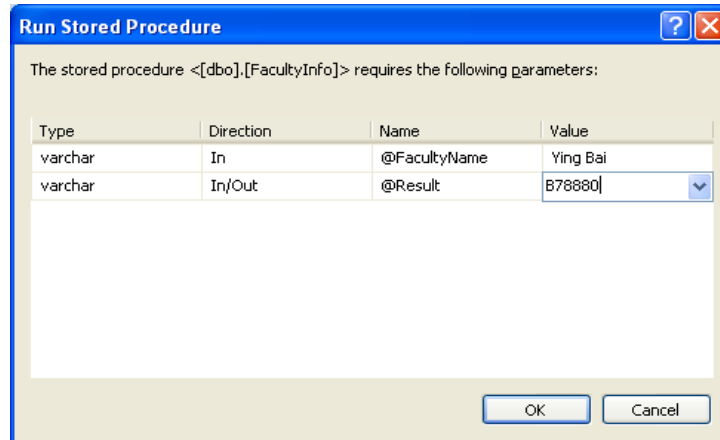 Run Stored Procedure
The stored procedure <[dbo].[FacultyInfo]> requires the following parameters:
Type Direction Name Value
varchar In @FacultyName Ying Bai
varchar In/Out @Result B78880
OK Cancel